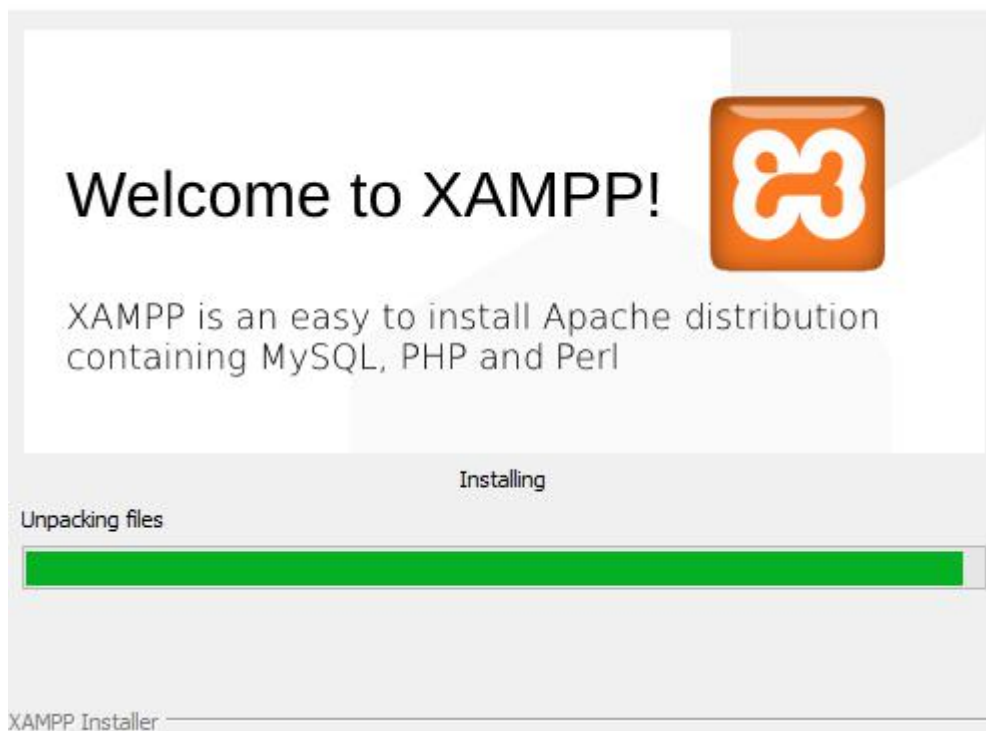 Welcome to XAMPP!
XAMPP is an easy to install Apache distribution
containing MySQL, PHP and Perl
Installing
Unpacking files
XAMPP Installer